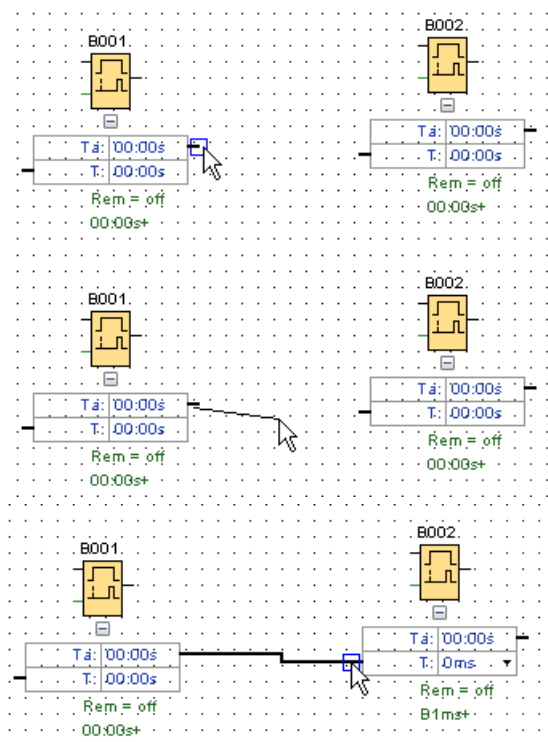 B001
B002
Ta: 00:00s
T: 00:00s
Rem = off
00:00s+
Ta: 00:00s
T: 00:00s
Rem = off
00:00s+
B001
B002
Ta: 00:00s
T: 00:00s
Rem = off
00:00s+
Ta: 00:00s
T: 00:00s
Rem = off
00:00s+
B001
B002
Ta: 00:00s
T: 00:00s
Rem = off
00:00s+
Ta: 00:00s
T: 0ms
Rem = off
B1ms+